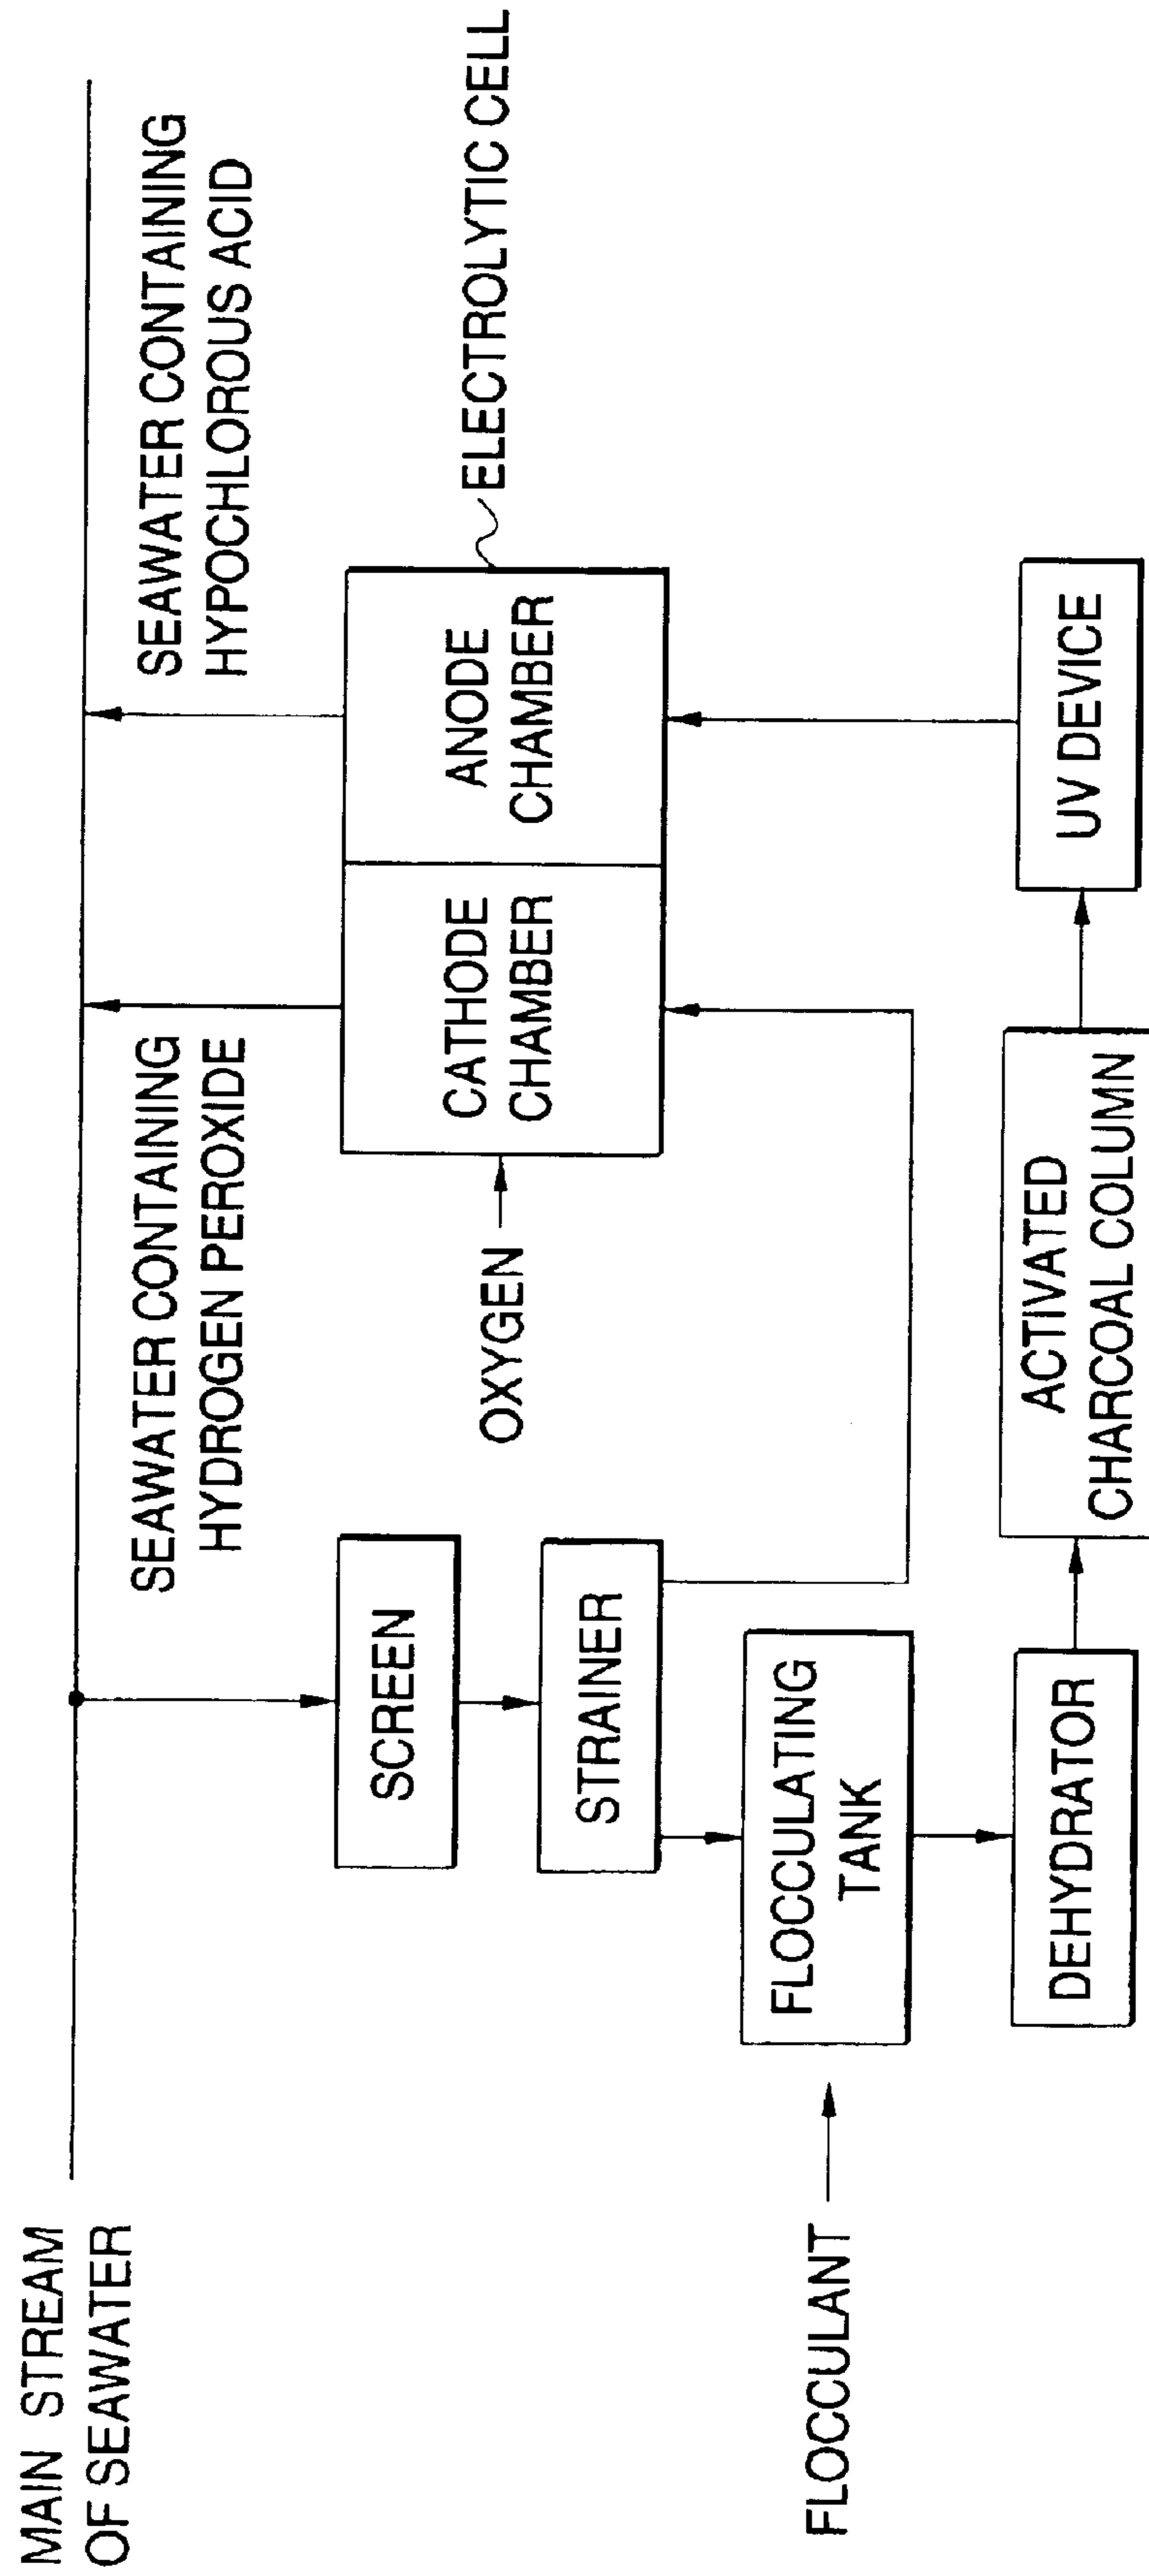 MAIN STREAM
OF SEAWATER
SEAWATER CONTAINING
HYDROGEN PEROXIDE
SEAWATER CONTAINING
HYPOCHLOROUS ACID
SCREEN
STRAINER
OXYGEN
CATHODE
CHAMBER
ANODE
CHAMBER
ELECTROLYTIC CELL
FLOCCULANT
FLOCCULATING
TANK
DEHYDRATOR
ACTIVATED
CHARCOAL COLUMN
UV DEVICE